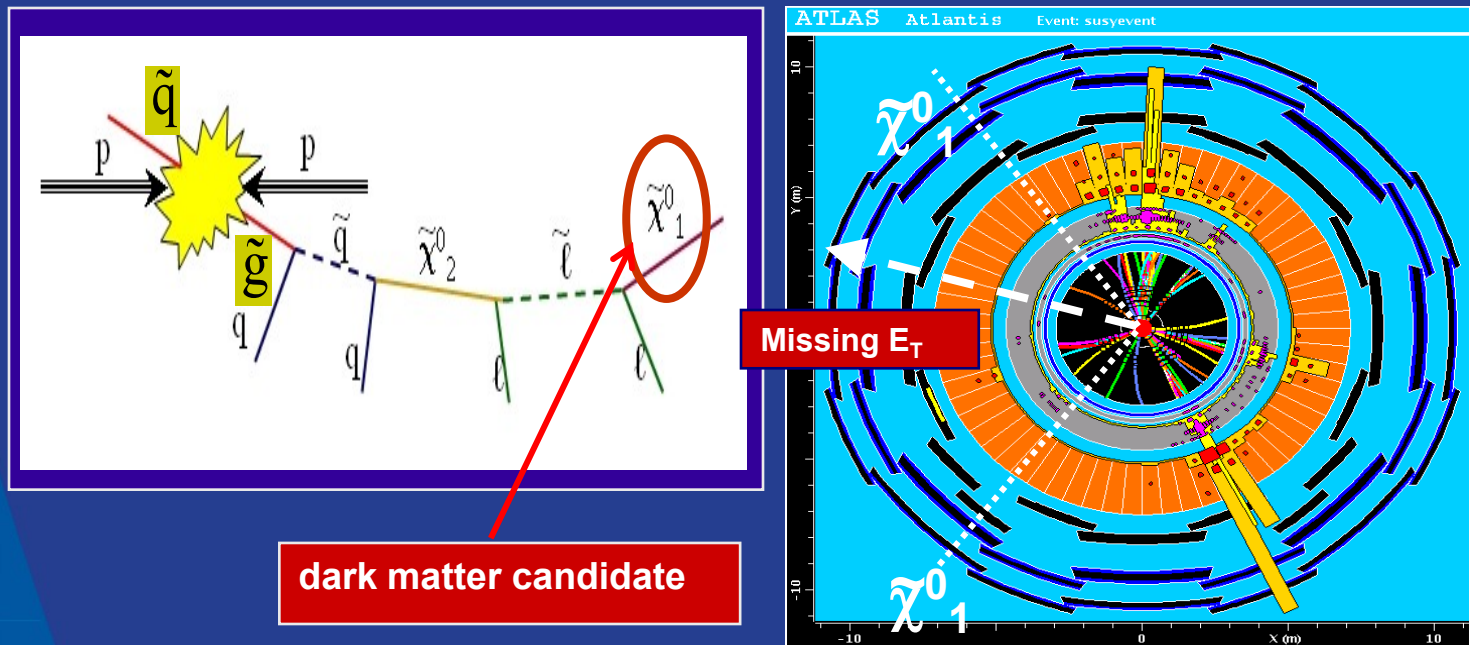 q̃
p
p
g̃
q̃
χ̃⁰₂
l̃
χ̃⁰₁
q
q
ℓ
ℓ
dark matter candidate
ATLAS Atlantis Event: susyevent
10
Y (m)
-10
χ̃⁰₁
Missing E_T
χ̃⁰₁
-10 0 X (m) 10